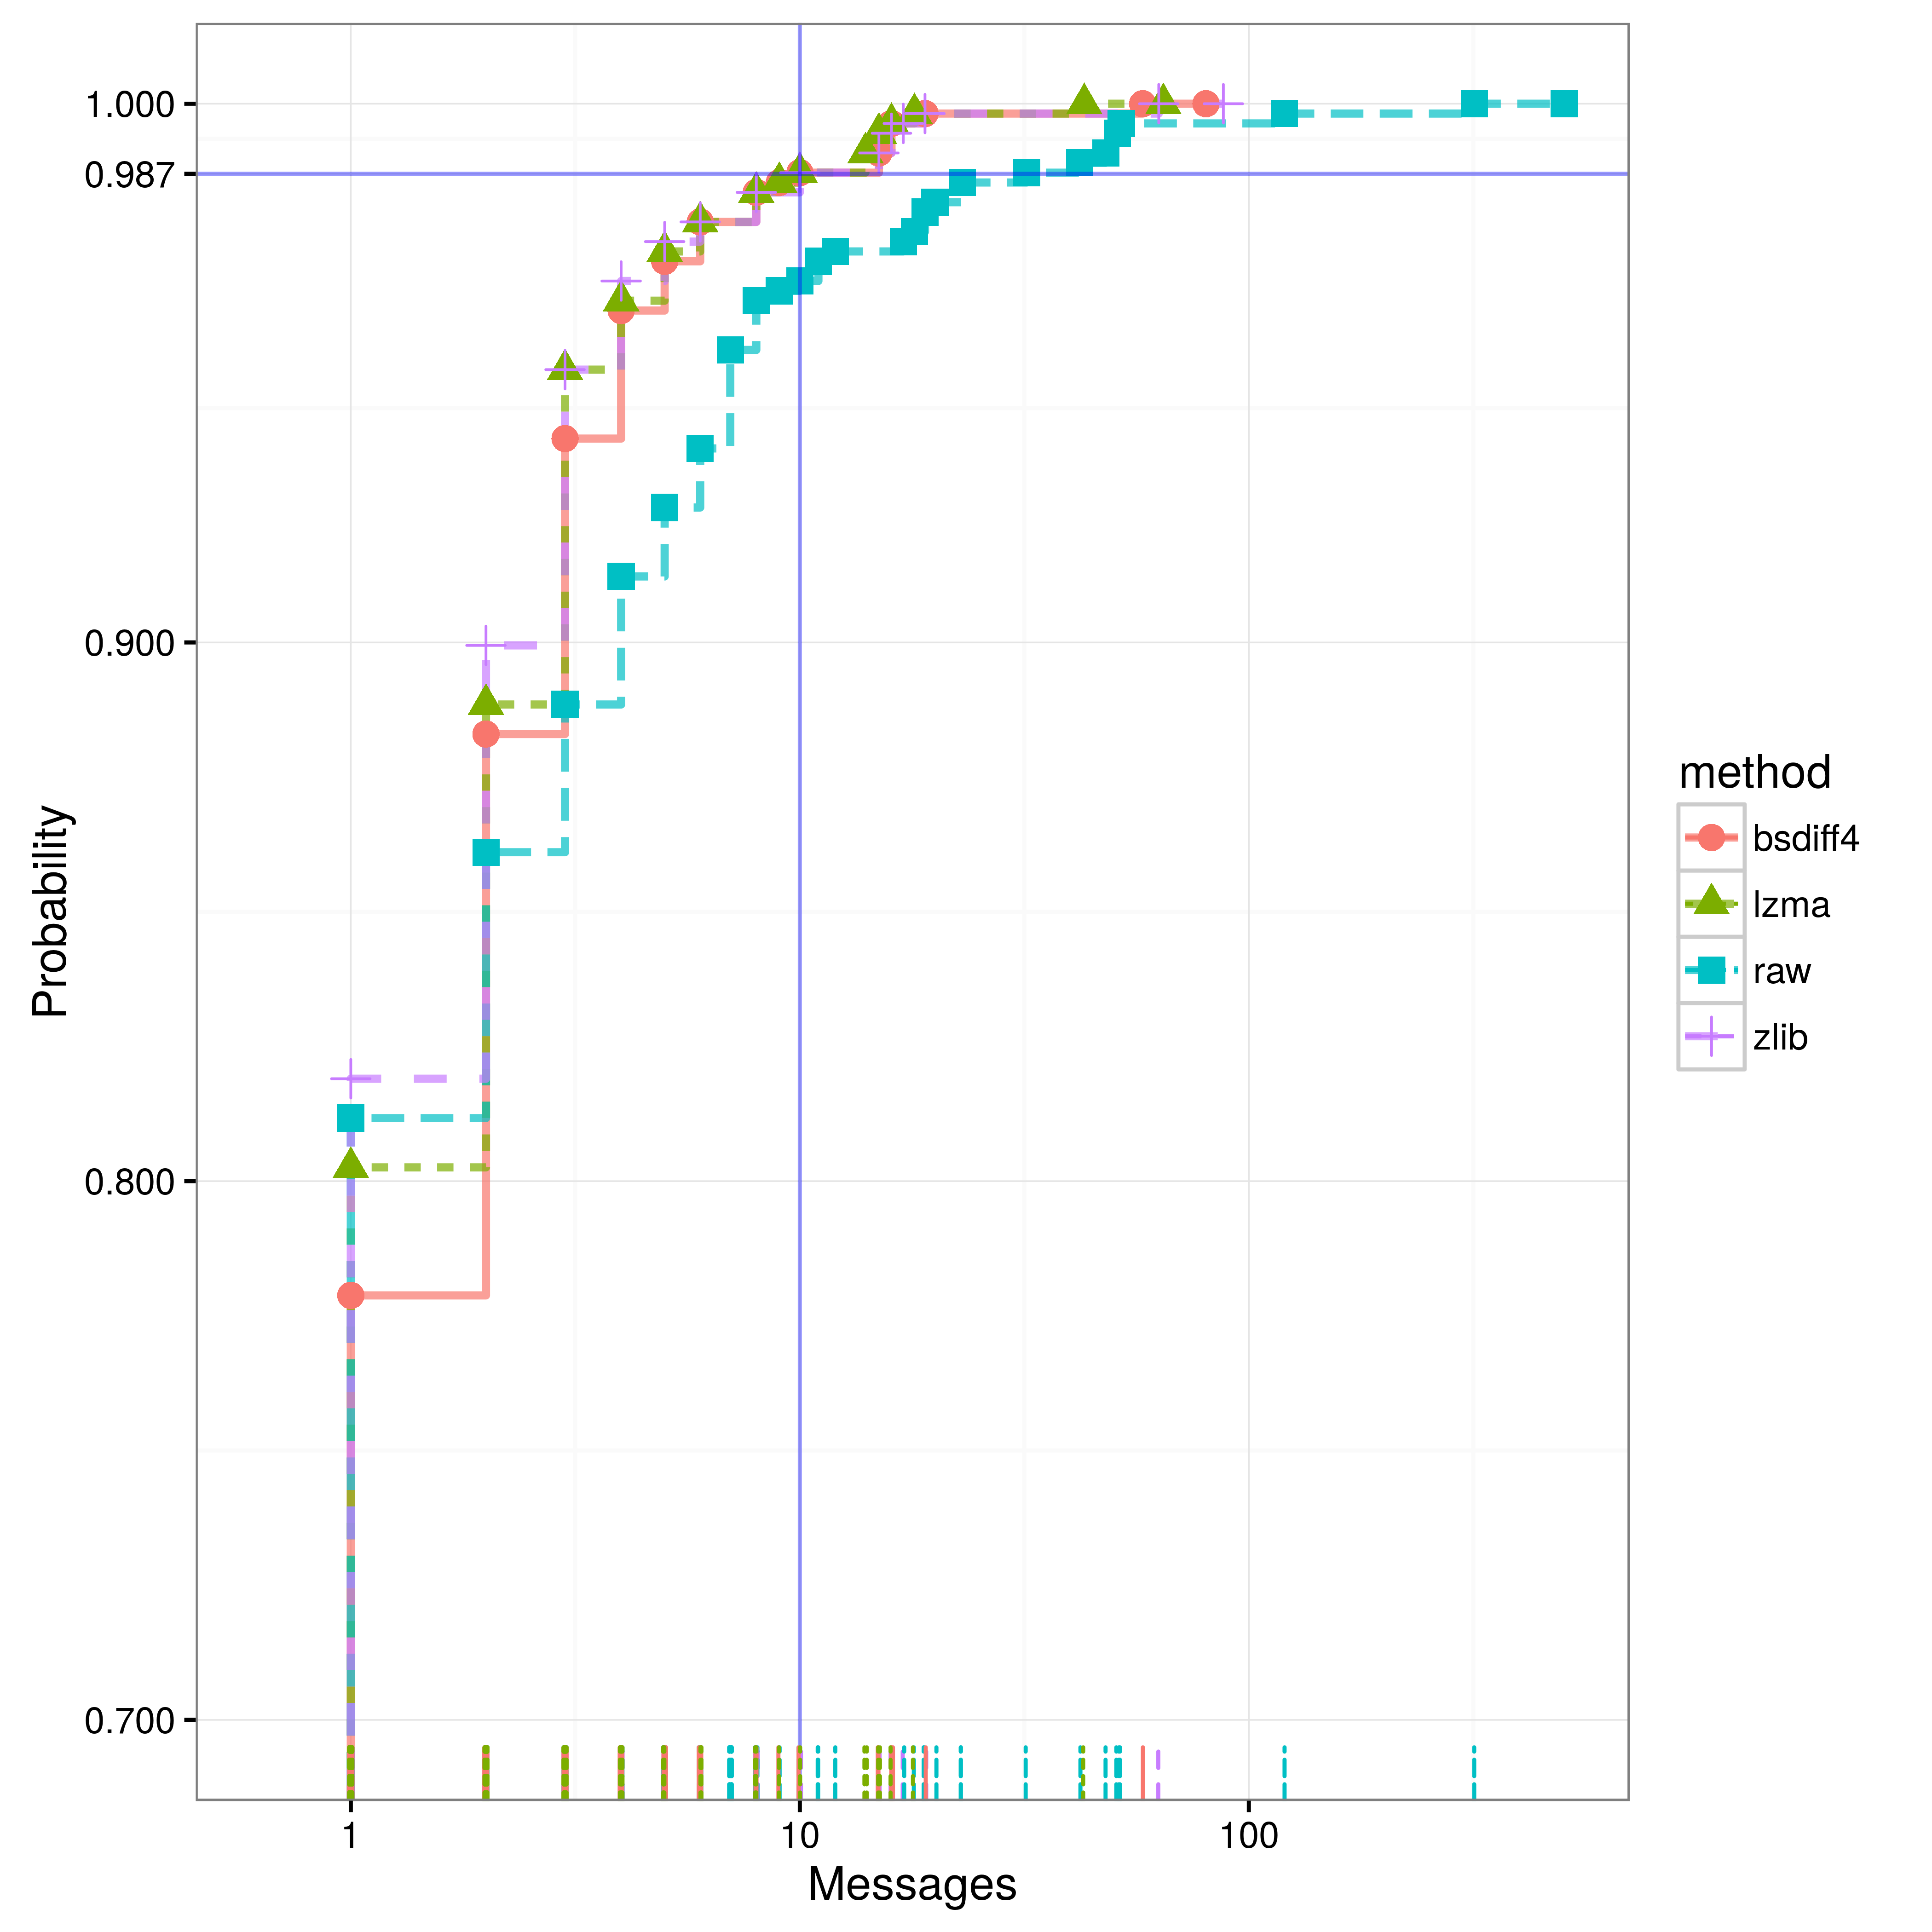 1.000
0.987
0.900
0.800
0.700
Probability
1
10
100
Messages
method
bsdiff4
lzma
raw
zlib